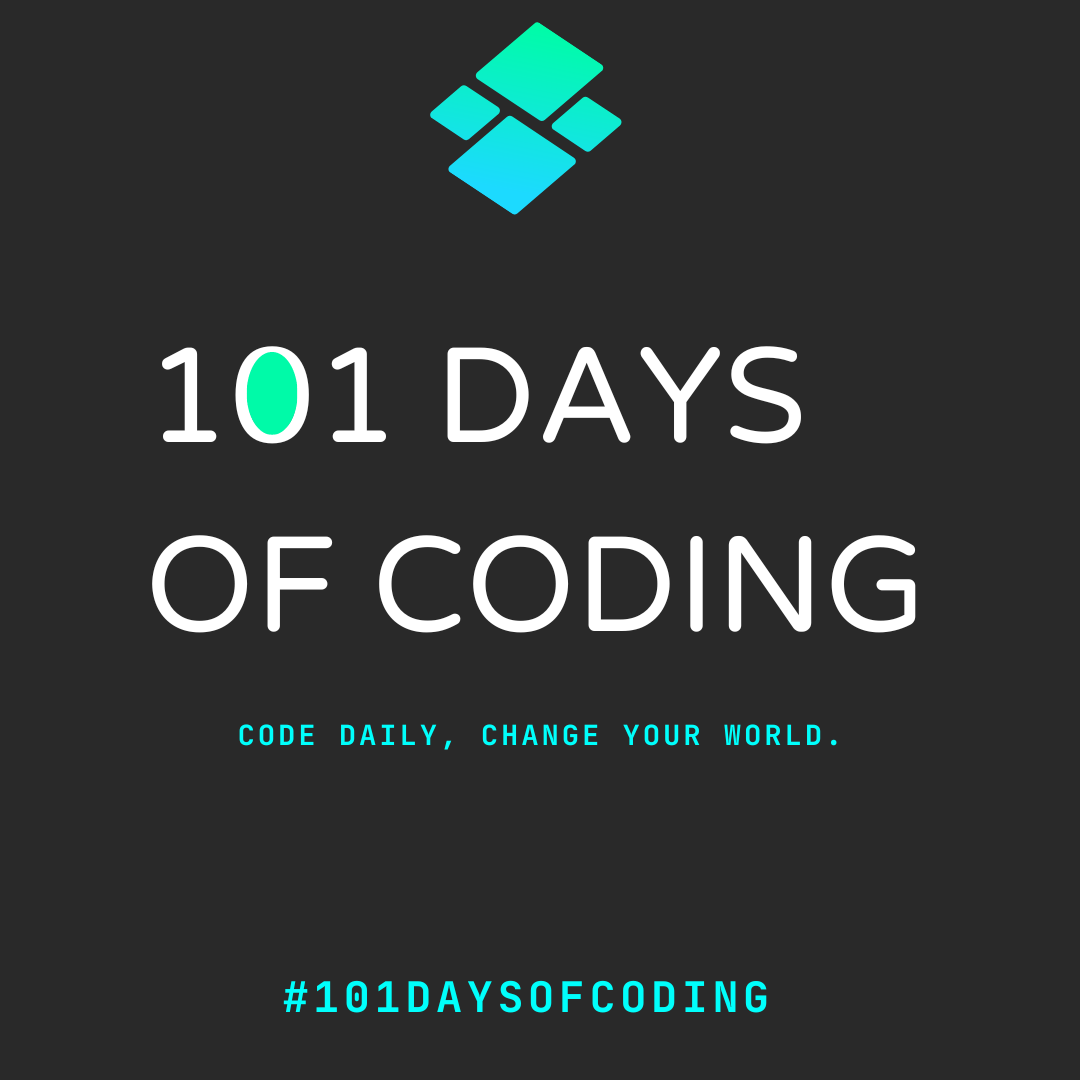 101 DAYS
OF CODING
CODE DAILY, CHANGE YOUR WORLD.
#101DAYSOFCODING